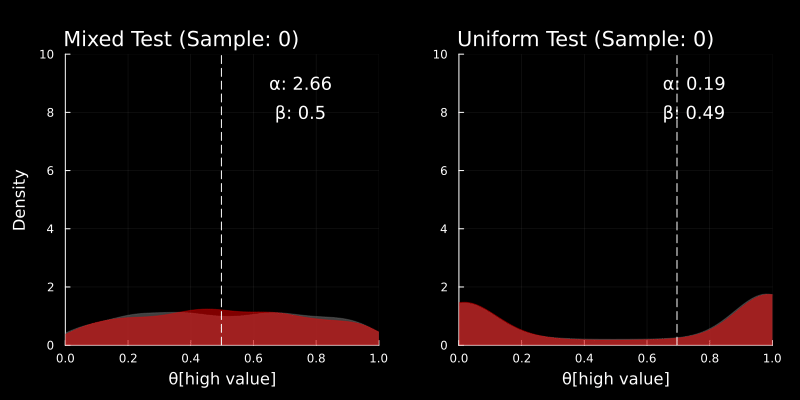 Mixed Test (Sample: 0)
α: 2.66
β: 0.5
10
8
6
4
2
0
Density
0.0 0.2 0.4 0.6 0.8 1.0
θ[high value]
Uniform Test (Sample: 0)
α: 0.19
β: 0.49
10
8
6
4
2
0
0.0 0.2 0.4 0.6 0.8 1.0
θ[high value]